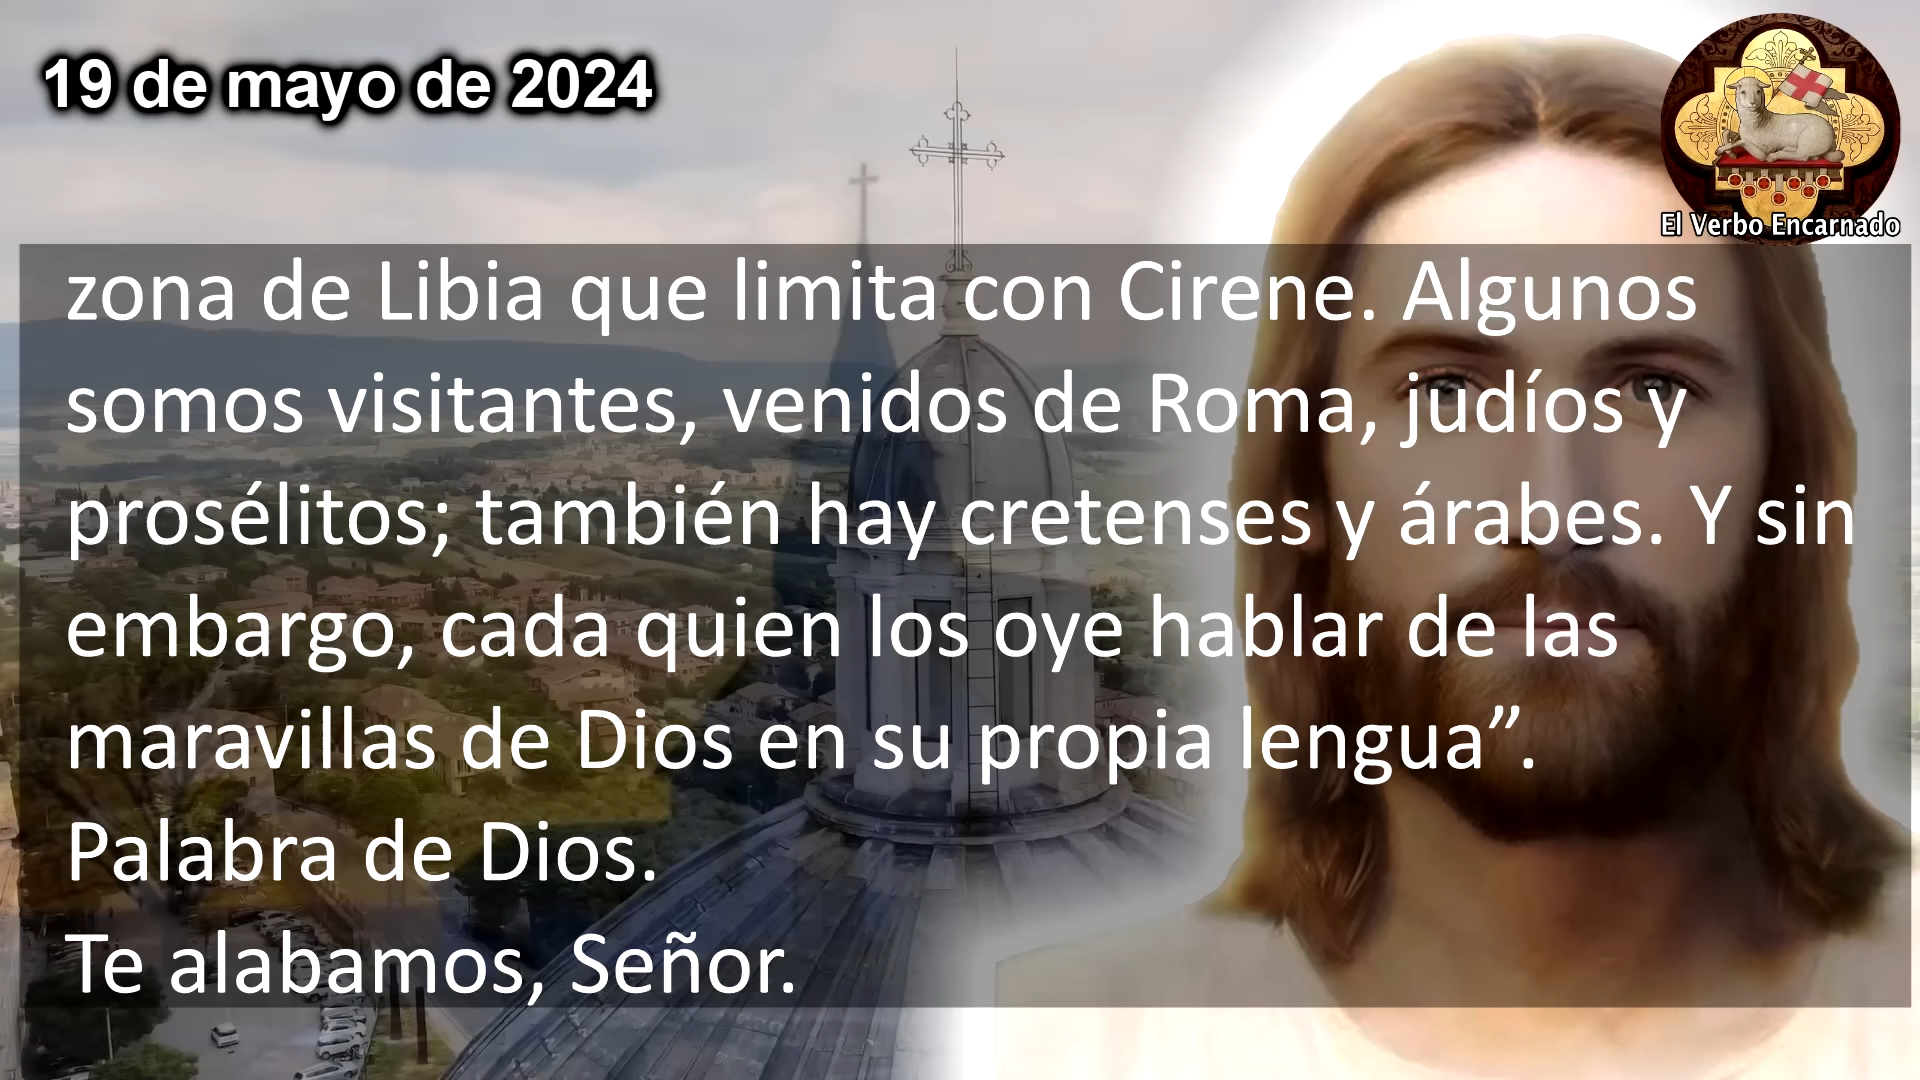 19 de mayo de 2024
El Verbo Encarnado
zona de Libia que limita con Cirene. Algunos
somos visitantes, venidos de Roma, judíos y
prosélitos; también hay cretenses y árabes. Y sin
embargo, cada quien los oye hablar de las
maravillas de Dios en su propia lengua”.
Palabra de Dios.
Te alabamos, Señor.